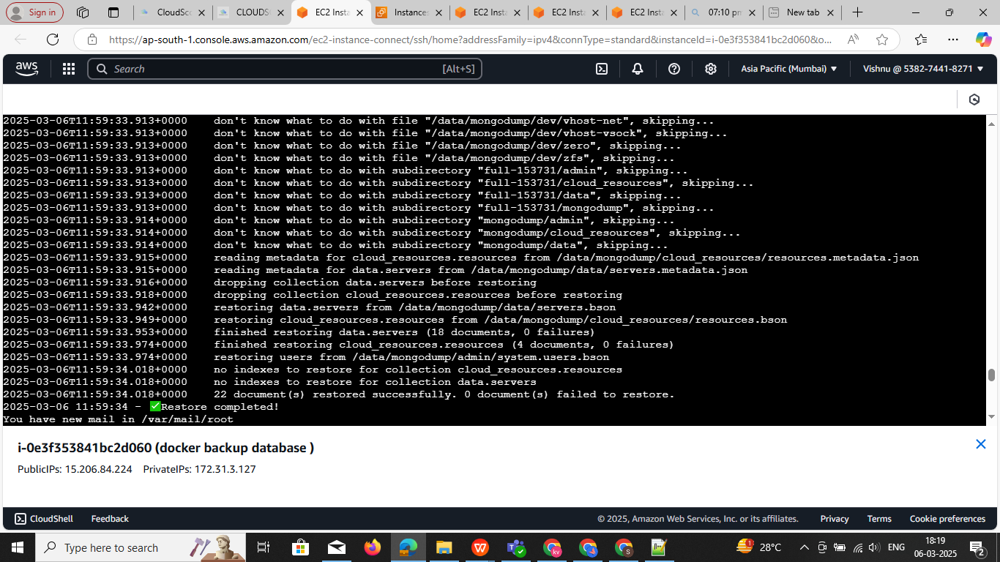 Sign in
CloudSc
CLOUDS
EC2 Insta
Instances
EC2 Insta
EC2 Insta
EC2 Insta
07:10 pm
New tab
https://ap-south-1.console.aws.amazon.com/ec2-instance-connect/ssh/home?addressFamily=ipv4&connType=standard&instanceId=i-0e3f353841bc2d060&o...
aws
Search
[Alt+S]
Asia Pacific (Mumbai)
Vishnu @ 5382-7441-8271
2025-03-06T11:59:33.913+0000 don't know what to do with file "/data/mongodump/dev/vhost-net", skipping...
2025-03-06T11:59:33.913+0000 don't know what to do with file "/data/mongodump/dev/vhost-vsock", skipping...
2025-03-06T11:59:33.913+0000 don't know what to do with file "/data/mongodump/dev/zero", skipping...
2025-03-06T11:59:33.913+0000 don't know what to do with file "/data/mongodump/dev/zfs", skipping...
2025-03-06T11:59:33.913+0000 don't know what to do with subdirectory "full-153731/admin", skipping...
2025-03-06T11:59:33.913+0000 don't know what to do with subdirectory "full-153731/cloud_resources", skipping...
2025-03-06T11:59:33.913+0000 don't know what to do with subdirectory "full-153731/data", skipping...
2025-03-06T11:59:33.913+0000 don't know what to do with subdirectory "full-153731/mongodump", skipping...
2025-03-06T11:59:33.914+0000 don't know what to do with subdirectory "mongodump/admin", skipping...
2025-03-06T11:59:33.914+0000 don't know what to do with subdirectory "mongodump/cloud_resources", skipping...
2025-03-06T11:59:33.914+0000 don't know what to do with subdirectory "mongodump/data", skipping...
2025-03-06T11:59:33.915+0000 reading metadata for cloud_resources.resources from /data/mongodump/cloud_resources/resources.metadata.json
2025-03-06T11:59:33.915+0000 reading metadata for data.servers from /data/mongodump/data/servers.metadata.json
2025-03-06T11:59:33.916+0000 dropping collection data.servers before restoring
2025-03-06T11:59:33.918+0000 dropping collection cloud_resources.resources before restoring
2025-03-06T11:59:33.942+0000 restoring data.servers from /data/mongodump/data/servers.bson
2025-03-06T11:59:33.949+0000 restoring cloud_resources.resources from /data/mongodump/cloud_resources/resources.bson
2025-03-06T11:59:33.953+0000 finished restoring data.servers (18 documents, 0 failures)
2025-03-06T11:59:33.974+0000 finished restoring cloud_resources.resources (4 documents, 0 failures)
2025-03-06T11:59:33.974+0000 restoring users from /data/mongodump/admin/system.users.bson
2025-03-06T11:59:34.018+0000 no indexes to restore for collection cloud_resources.resources
2025-03-06T11:59:34.018+0000 no indexes to restore for collection data.servers
2025-03-06T11:59:34.018+0000 22 document(s) restored successfully. 0 document(s) failed to restore.
2025-03-06 11:59:34 - ✅Restore completed!
You have new mail in /var/mail/root
i-0e3f353841bc2d060 (docker backup database )
PublicIPs: 15.206.84.224 PrivateIPs: 172.31.3.127
CloudShell
Feedback
© 2025, Amazon Web Services, Inc. or its affiliates.
Privacy
Terms
Cookie preferences
Type here to search
28°C
ENG
18:19
06-03-2025